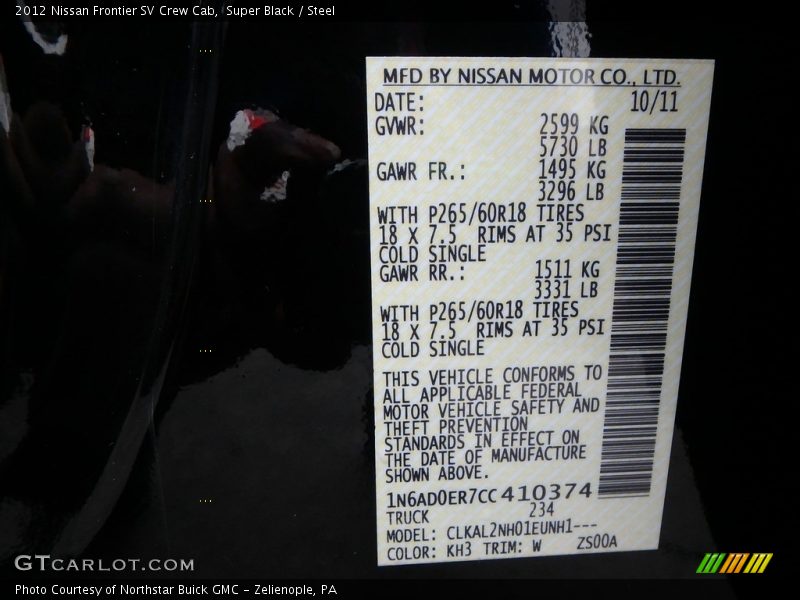 2012 Nissan Frontier SV Crew Cab,  Super Black / Steel
MFD BY NISSAN MOTOR CO., LTD.
DATE: 10/11
GVWR: 2599 KG
5730 LB
GAWR FR.: 1495 KG
3296 LB
WITH P265/60R18 TIRES
18 X 7.5 RIMS AT 35 PSI
COLD SINGLE
GAWR RR.: 1511 KG
3331 LB
WITH P265/60R18 TIRES
18 X 7.5 RIMS AT 35 PSI
COLD SINGLE
THIS VEHICLE CONFORMS TO
ALL APPLICABLE FEDERAL
MOTOR VEHICLE SAFETY AND
THEFT PREVENTION
STANDARDS IN EFFECT ON
THE DATE OF MANUFACTURE
SHOWN ABOVE.
1N6AD0ER7CC410374
TRUCK 234
MODEL: CLKAL2NH01EUNH1---
COLOR: KH3 TRIM: W ZS00A
GTCARLOT.COM
Photo Courtesy of Northstar Buick GMC - Zelienople, PA